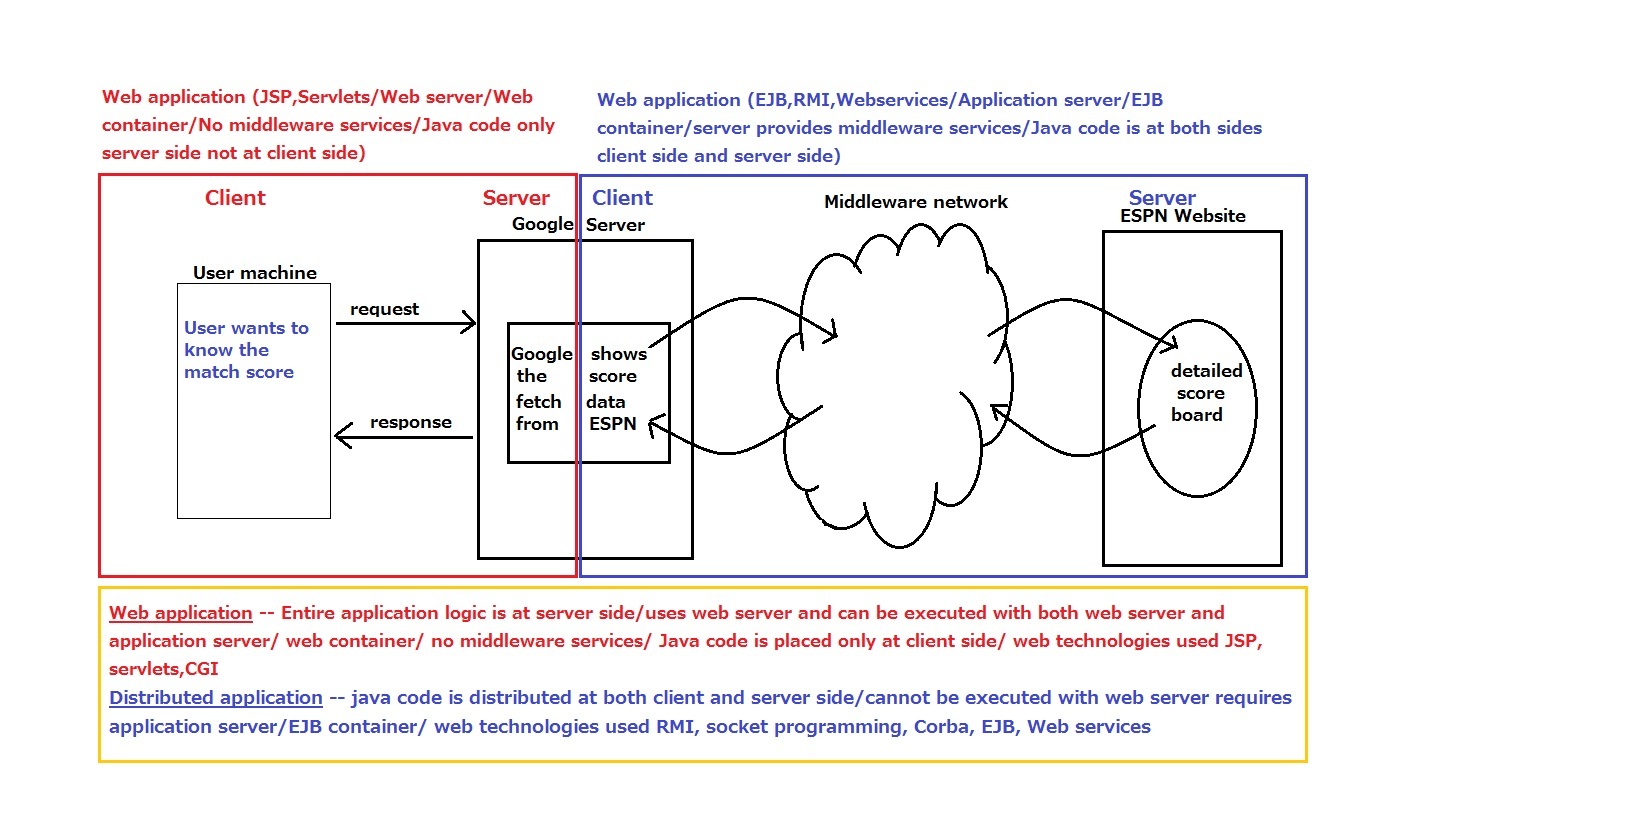 Web application (JSP,Servlets/Web server/Web
container/No middleware services/Java code only
server side not at client side)
Web application (EJB,RMI,Webservices/Application server/EJB
container/server provides middleware services/Java code is at both sides
client side and server side)
Client
Server
Client
Server
Google Server
Middleware network
ESPN Website
User machine
User wants to
know the
match score
request
response
Google shows
the score
fetch data
from ESPN
detailed
score
board
Web application -- Entire application logic is at server side/uses web server and can be executed with both web server and
application server/ web container/ no middleware services/ Java code is placed only at client side/ web technologies used JSP,
servlets,CGI
Distributed application -- java code is distributed at both client and server side/cannot be executed with web server requires
application server/EJB container/ web technologies used RMI, socket programming, Corba, EJB, Web services